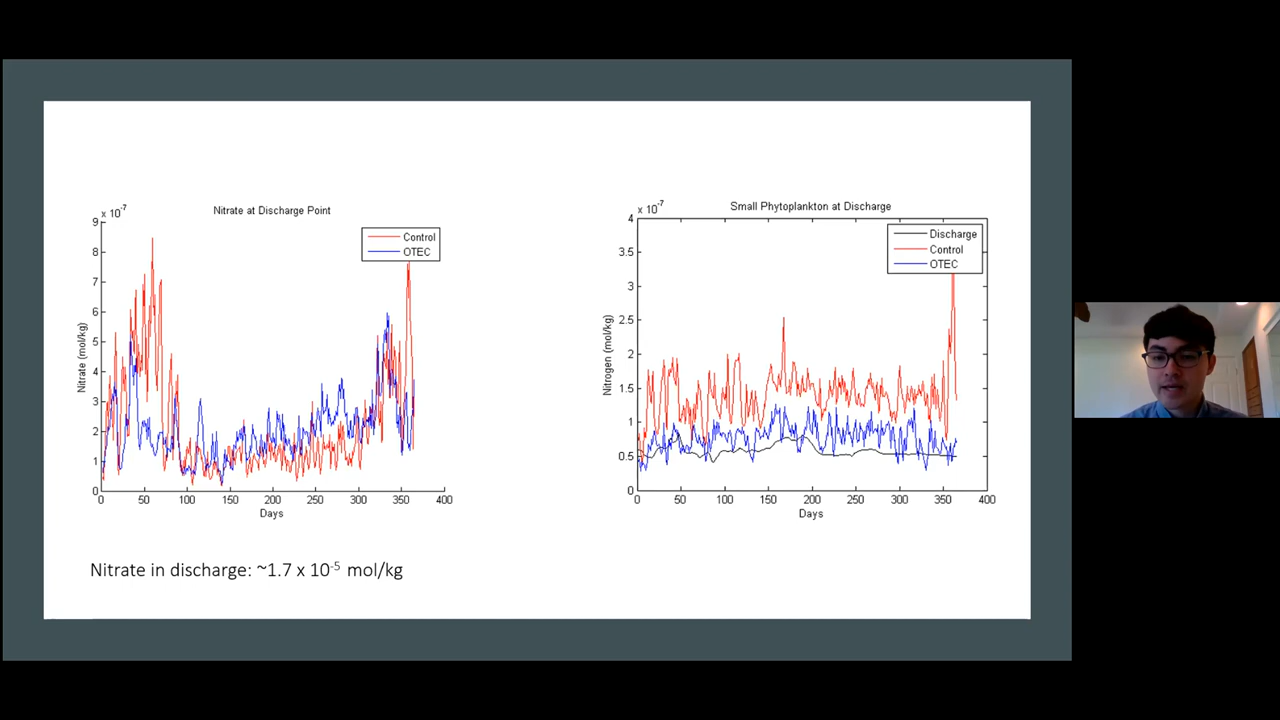 Nitrate at Discharge Point
x 10-7
9
8
7
6
5
4
3
2
1
0
Nitrate (mol/kg)
0 50 100 150 200 250 300 350 400
Days
Control
OTEC
Small Phytoplankton at Discharge
x 10-7
4
3.5
3
2.5
2
1.5
1
0.5
0
Nitrogen (mol/kg)
0 50 100 150 200 250 300 350 400
Days
Discharge
Control
OTEC
Nitrate in discharge: ~1.7 x 10-5 mol/kg